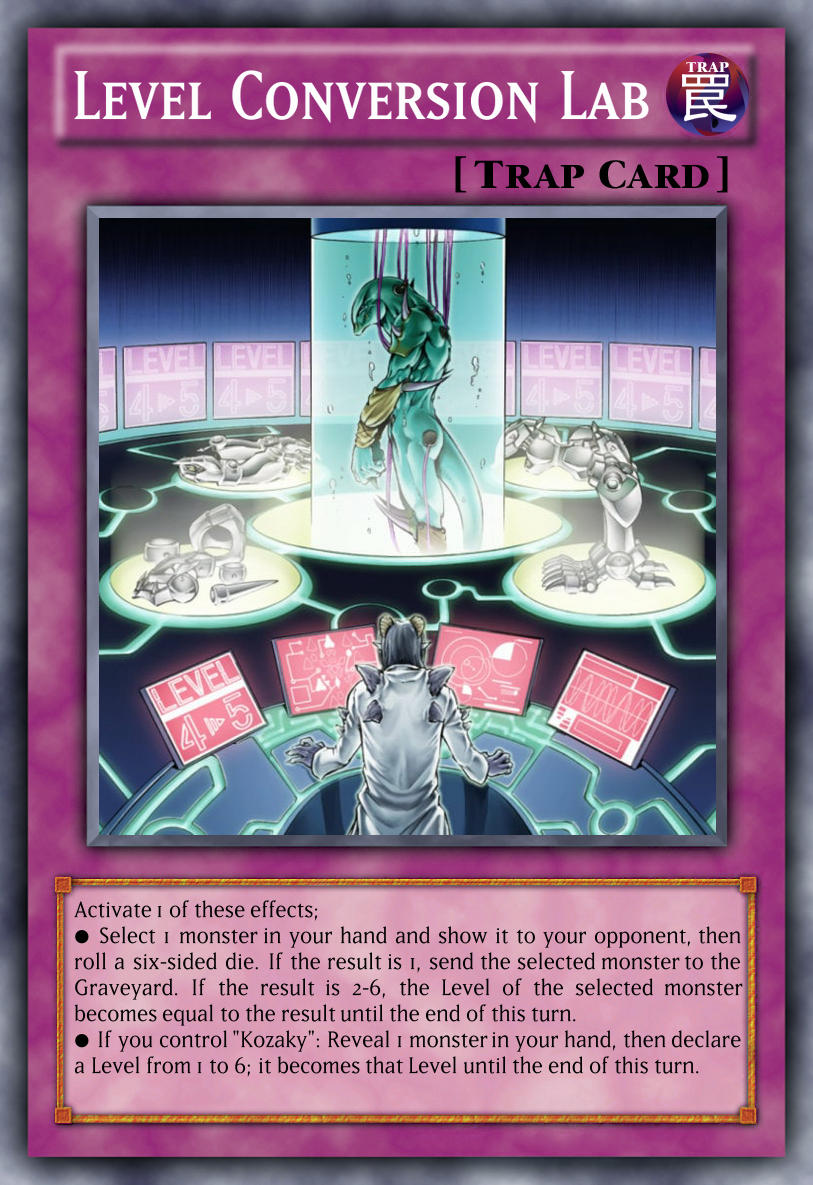 LEVEL CONVERSION LAB
TRAP
罠
[TRAP CARD]
LEVEL LEVEL LEVEL LEVEL LEVEL
4▶5 4▶5 4▶5 4▶5
LEVEL
4▶5
Activate 1 of these effects;
● Select 1 monster in your hand and show it to your opponent, then
roll a six-sided die. If the result is 1, send the selected monster to the
Graveyard. If the result is 2-6, the Level of the selected monster
becomes equal to the result until the end of this turn.
● If you control "Kozaky": Reveal 1 monster in your hand, then declare
a Level from 1 to 6; it becomes that Level until the end of this turn.